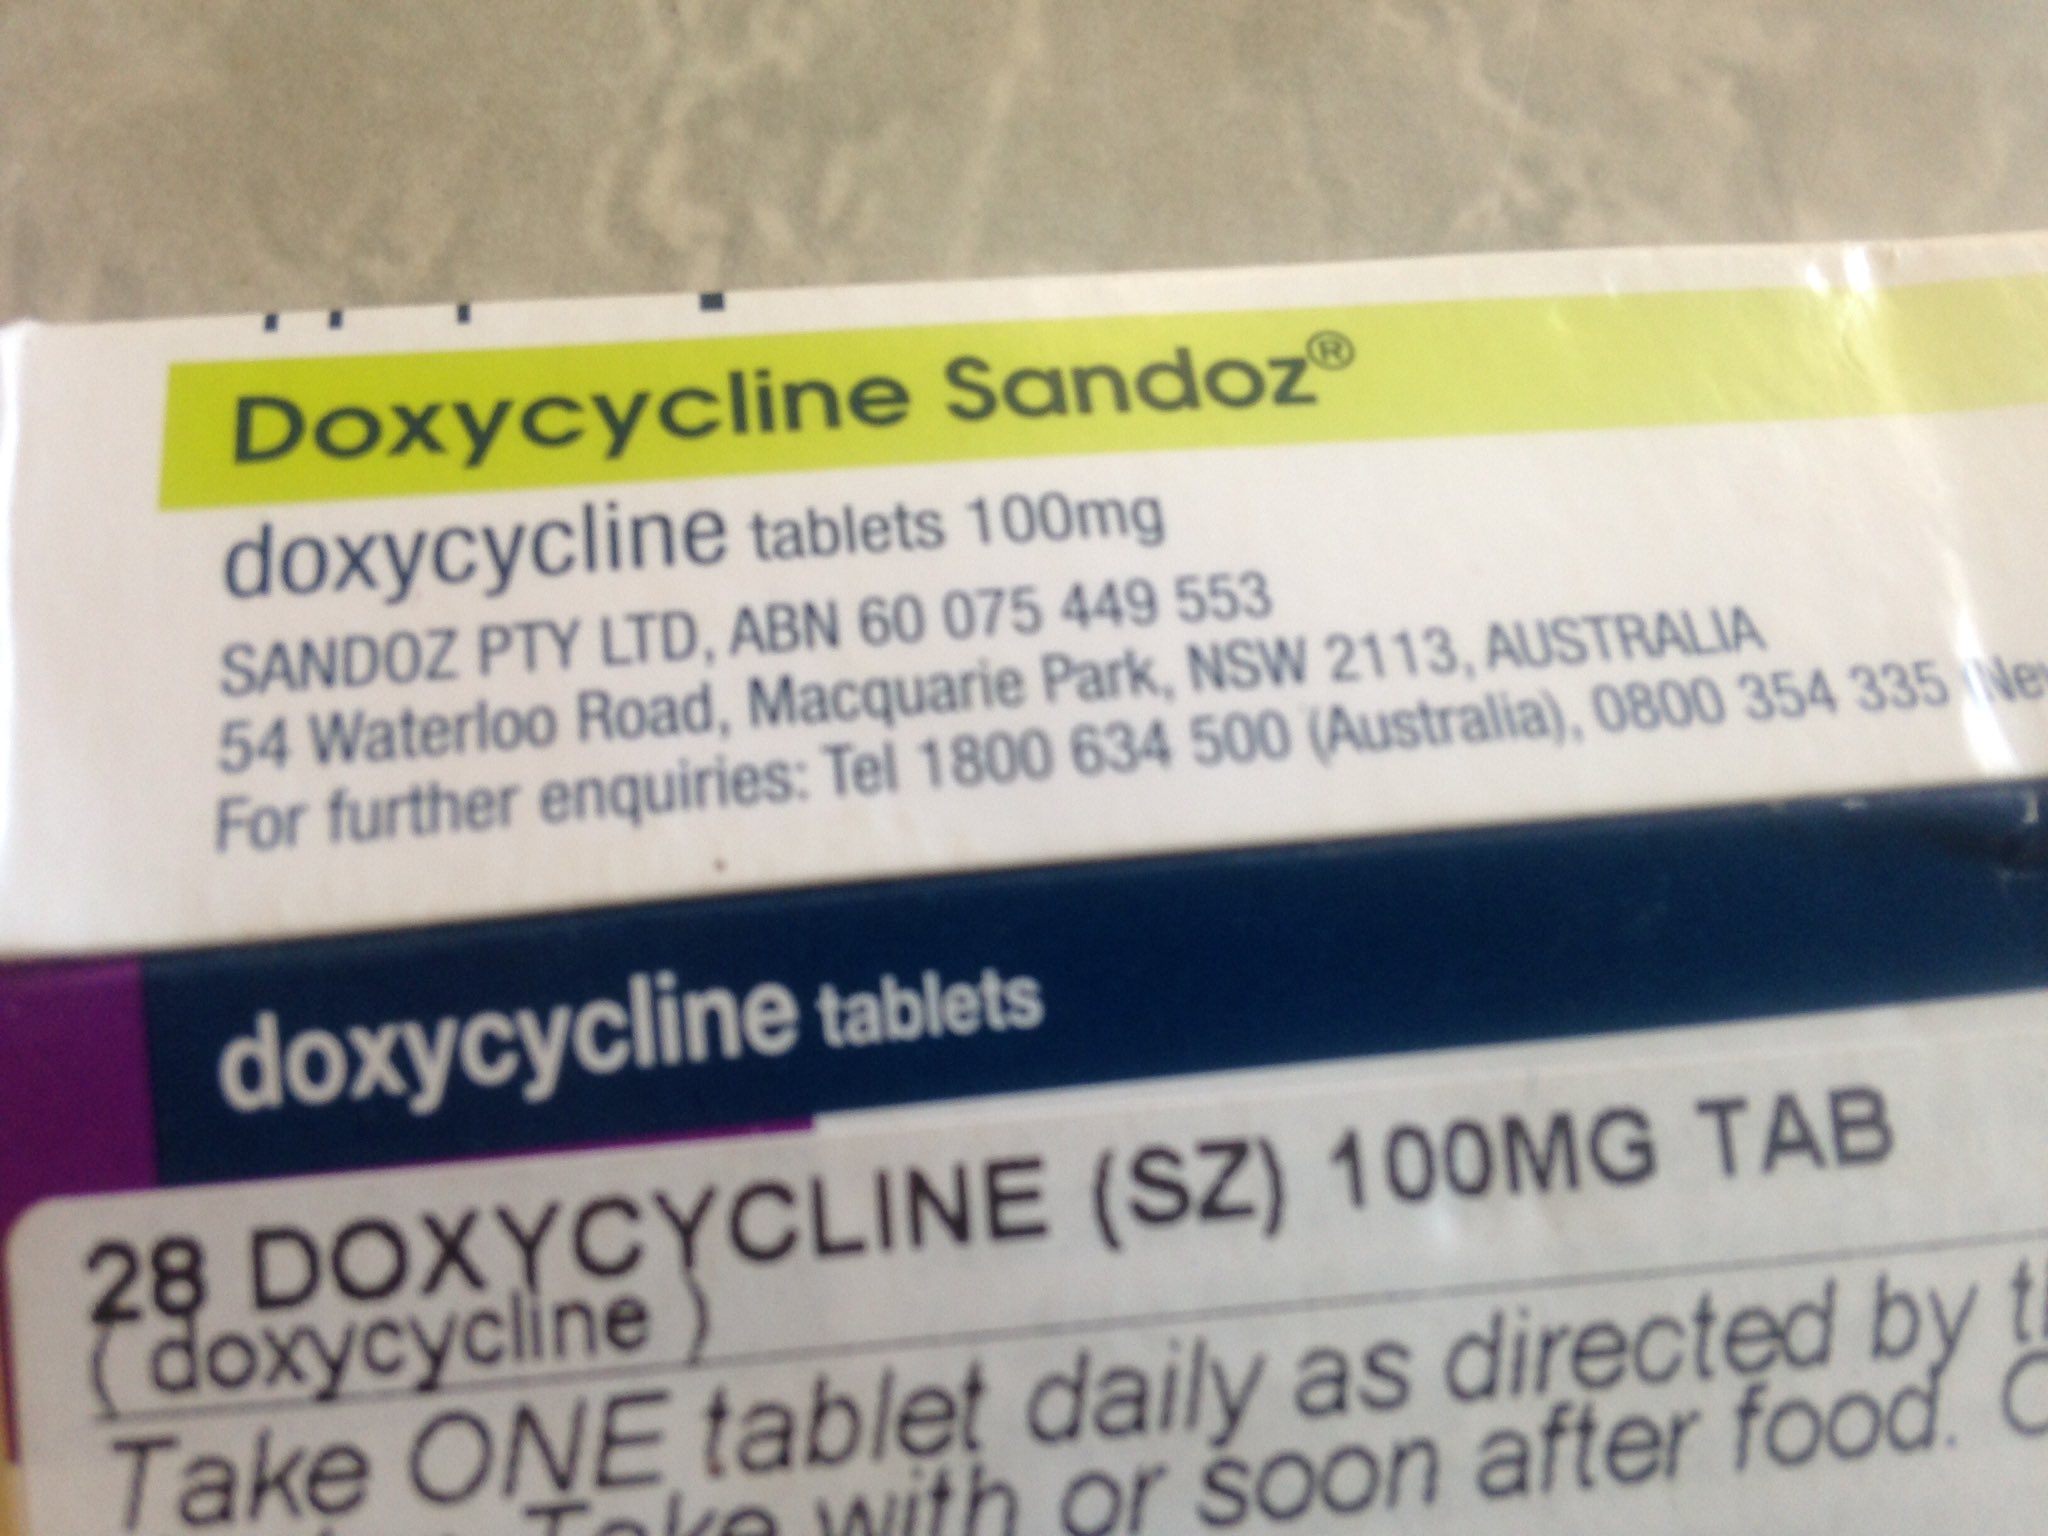 Doxycycline Sandoz®
doxycycline tablets 100mg
SANDOZ PTY LTD, ABN 60 075 449 553
54 Waterloo Road, Macquarie Park, NSW 2113, AUSTRALIA
For further enquiries: Tel 1800 634 500 (Australia), 0800 354 335
doxycycline tablets
28 DOXYCYCLINE (SZ) 100MG TAB
( doxycycline )
Take ONE tablet daily as directed by
Take with or soon after food.